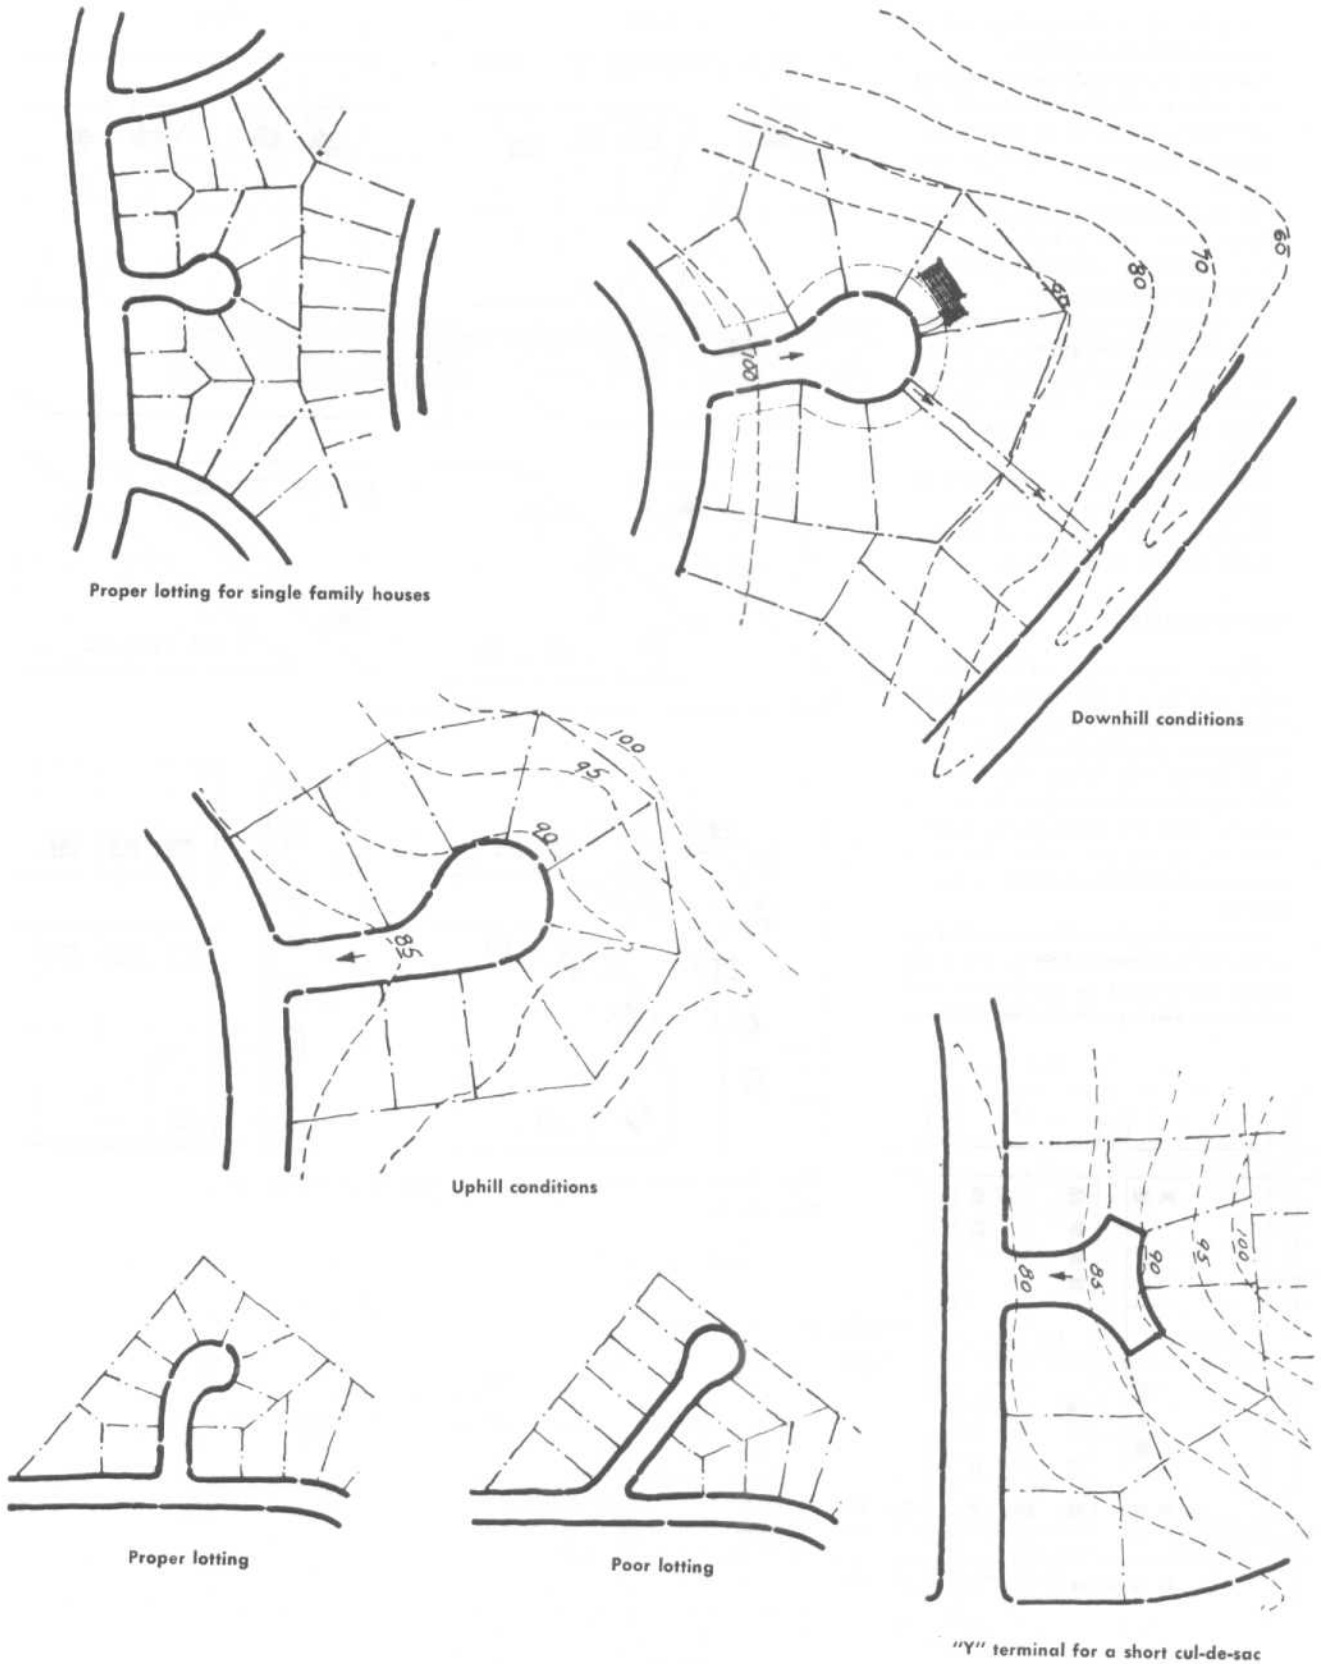 60
70
80
90
100
Proper lotting for single family houses
Downhill conditions
100
95
90
85
Uphill conditions
80
85
90
95
100
Proper lotting
Poor lotting
"Y" terminal for a short cul-de-sac